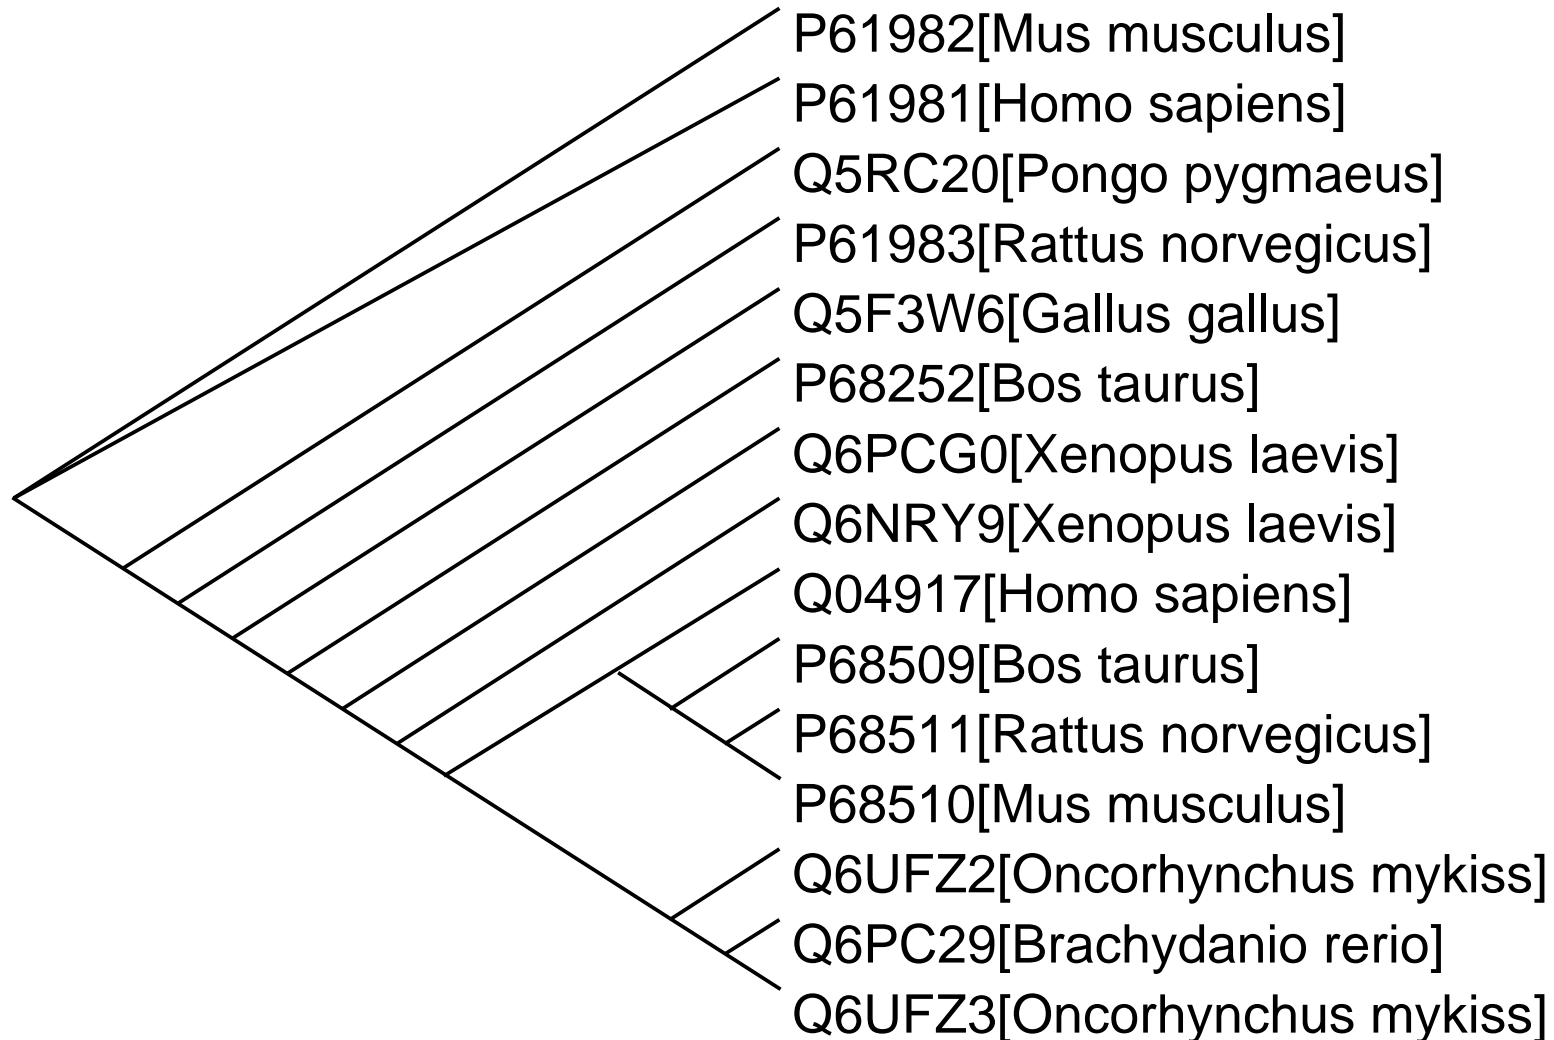 P61982[Mus musculus]
P61981[Homo sapiens]
Q5RC20[Pongo pygmaeus]
P61983[Rattus norvegicus]
Q5F3W6[Gallus gallus]
P68252[Bos taurus]
Q6PCG0[Xenopus laevis]
Q6NRY9[Xenopus laevis]
Q04917[Homo sapiens]
P68509[Bos taurus]
P68511[Rattus norvegicus]
P68510[Mus musculus]
Q6UFZ2[Oncorhynchus mykiss]
Q6PC29[Brachydanio rerio]
Q6UFZ3[Oncorhynchus mykiss]